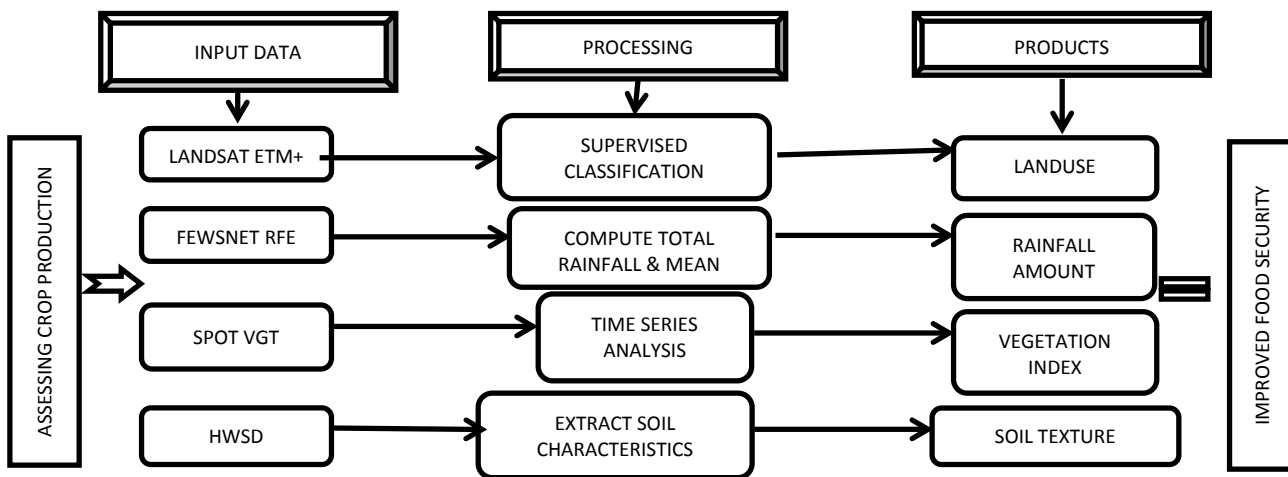 INPUT DATA
PROCESSING
PRODUCTS
ASSESSING CROP PRODUCTION
LANDSAT ETM+
SUPERVISED
CLASSIFICATION
LANDUSE
FEWSNET RFE
COMPUTE TOTAL
RAINFALL & MEAN
RAINFALL
AMOUNT
SPOT VGT
TIME SERIES
ANALYSIS
VEGETATION
INDEX
HWSD
EXTRACT SOIL
CHARACTERISTICS
SOIL TEXTURE
IMPROVED FOOD SECURITY